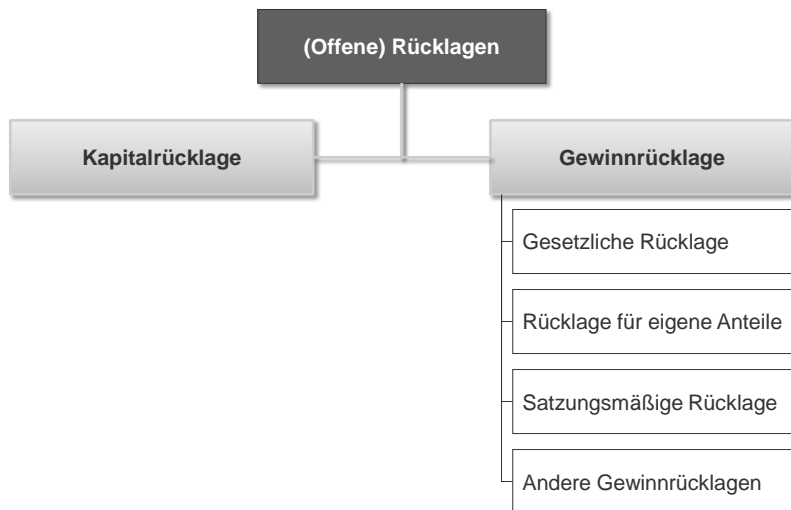 (Offene) Rücklagen
Kapitalrücklage
Gewinnrücklage
Gesetzliche Rücklage
Rücklage für eigene Anteile
Satzungsmäßige Rücklage
Andere Gewinnrücklagen